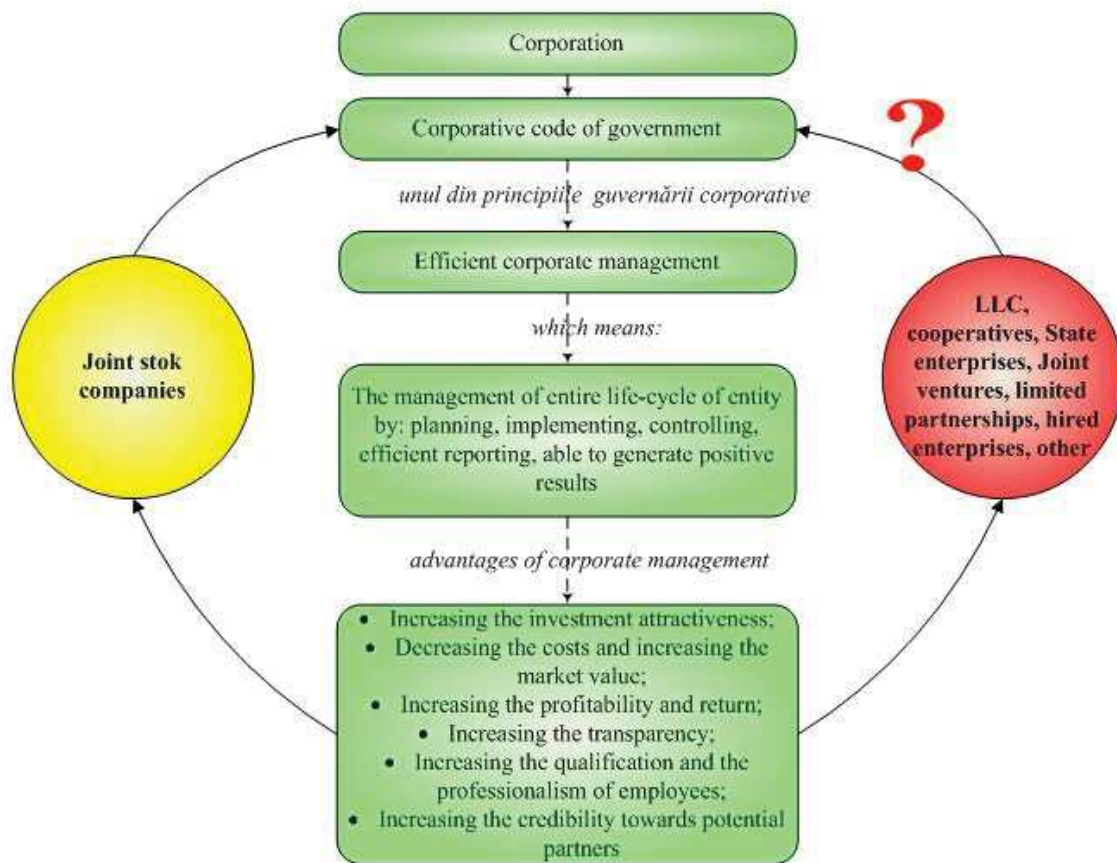 Corporation
Corporative code of government
?
unul din principiile guvernării corporative
Efficient corporate management
which means:
Joint stok
companies
The management of entire life-cycle of entity
by: planning, implementing, controlling,
efficient reporting, able to generate positive
results
LLC,
cooperatives, State
enterprises, Joint
ventures, limited
partnerships, hired
enterprises, other
advantages of corporate management
• Increasing the investment attractiveness;
• Decreasing the costs and increasing the
market value;
• Increasing the profitability and return;
• Increasing the transparency;
• Increasing the qualification and the
professionalism of employees;
• Increasing the credibility towards potential
partners